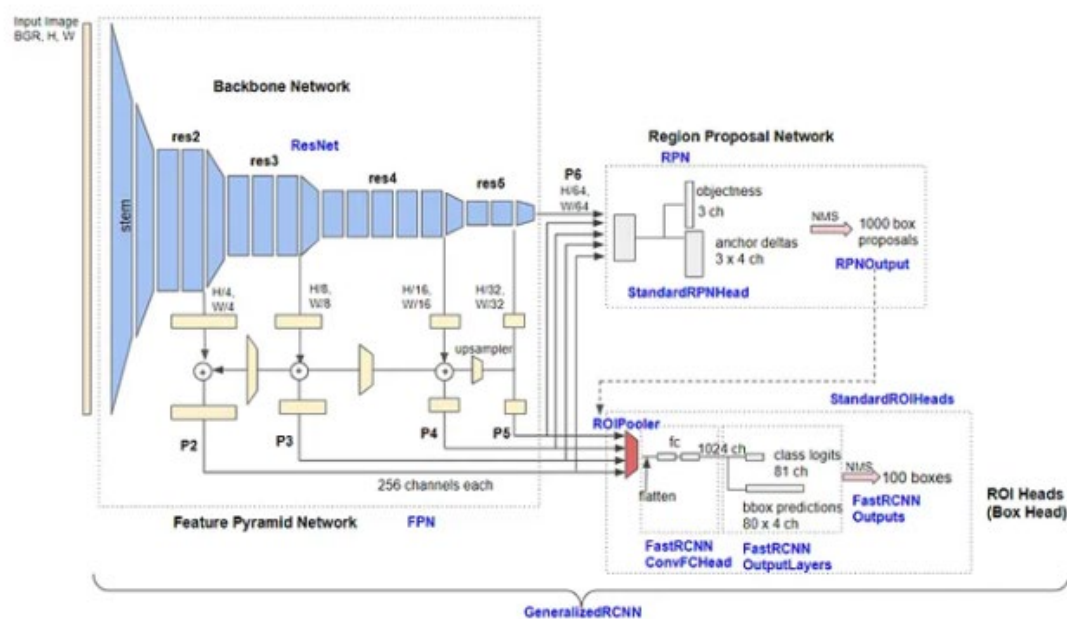 Input Image
BGR, H, W
Backbone Network
res2
ResNet
res3
res4
res5
stem
H/4,
W/4
H/8,
W/8
H/16,
W/16
H/32,
W/32
upsampler
P2
P3
P4
P5
256 channels each
Feature Pyramid Network
FPN
P6
H/64,
W/64
Region Proposal Network
RPN
objectness
3 ch
anchor deltas
3 x 4 ch
StandardRPNHead
NMS
1000 box
proposals
RPNOutput
StandardROIHeads
ROIPooler
fc
1024 ch
flatten
class logits
81 ch
bbox predictions
80 x 4 ch
NMS
100 boxes
FastRCNN
Outputs
FastRCNN
ConvFCHead
FastRCNN
OutputLayers
ROI Heads
(Box Head)
GeneralizedRCNN